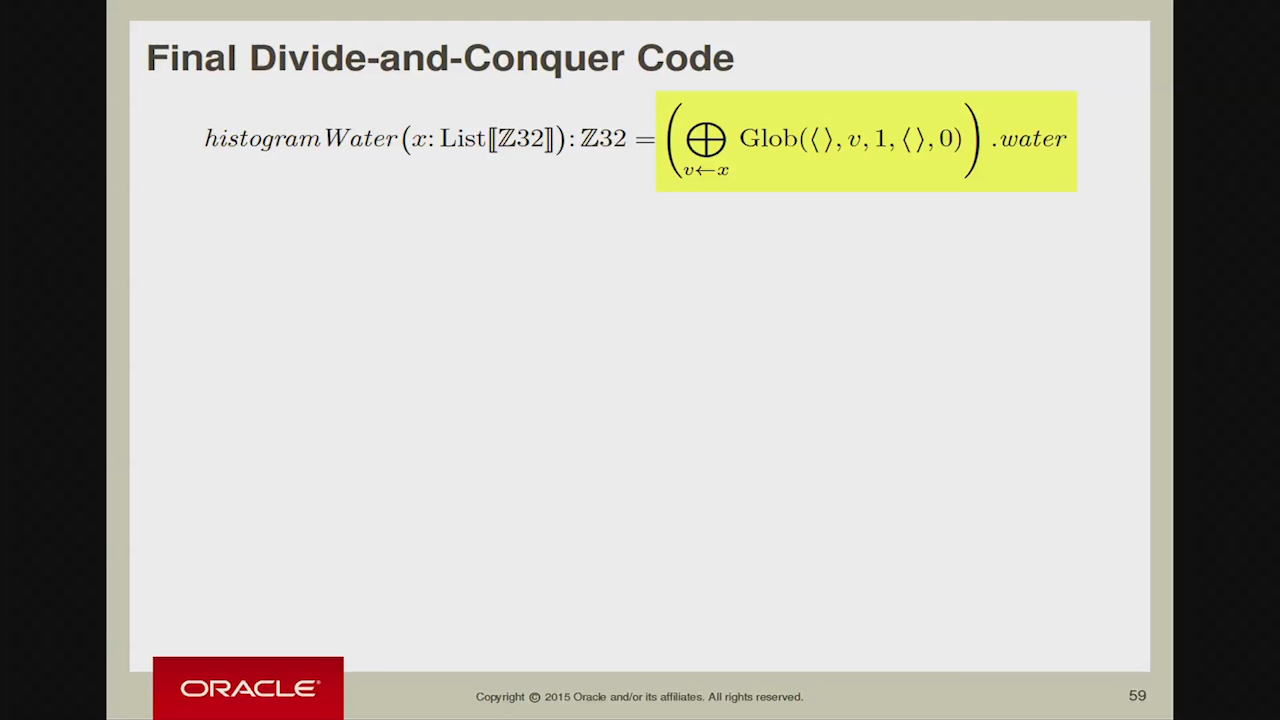 Final Divide-and-Conquer Code
histogramWater(x: List⟦ℤ32⟧): ℤ32 = (⨁ Glob(⟨ ⟩, v, 1, ⟨ ⟩, 0)) .water
v←x
ORACLE®
Copyright © 2015 Oracle and/or its affiliates. All rights reserved.
59